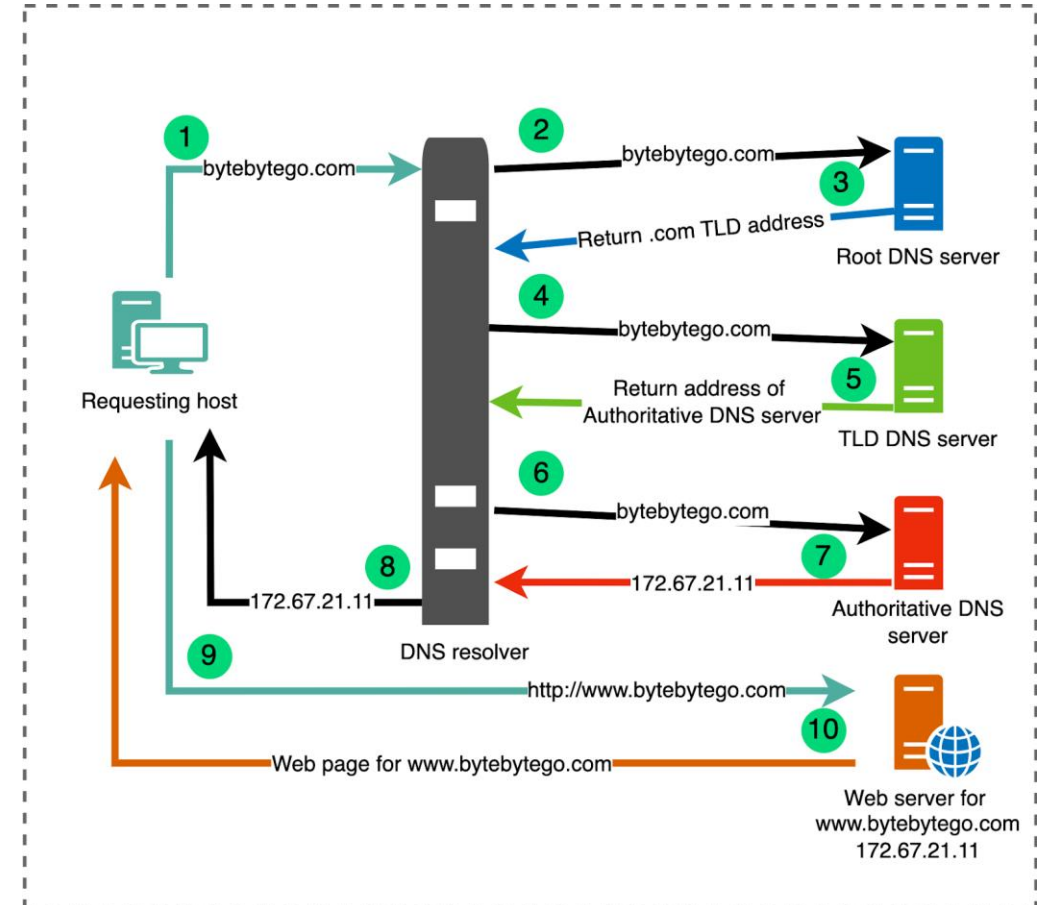 1
bytebytego.com
2
bytebytego.com
3
Return .com TLD address
Root DNS server
4
bytebytego.com
5
Return address of
Authoritative DNS server
TLD DNS server
Requesting host
6
bytebytego.com
7
172.67.21.11
Authoritative DNS
server
8
172.67.21.11
DNS resolver
9
http://www.bytebytego.com
10
Web page for www.bytebytego.com
Web server for
www.bytebytego.com
172.67.21.11